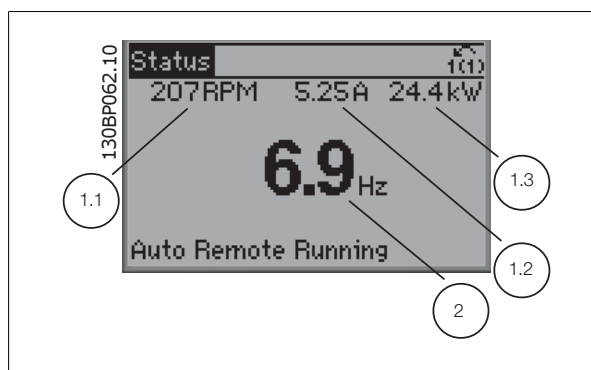 130BP062.10
Status
1(1)
207RPM 5.25A 24.4kW
6.9Hz
Auto Remote Running
1.1
1.3
1.2
2